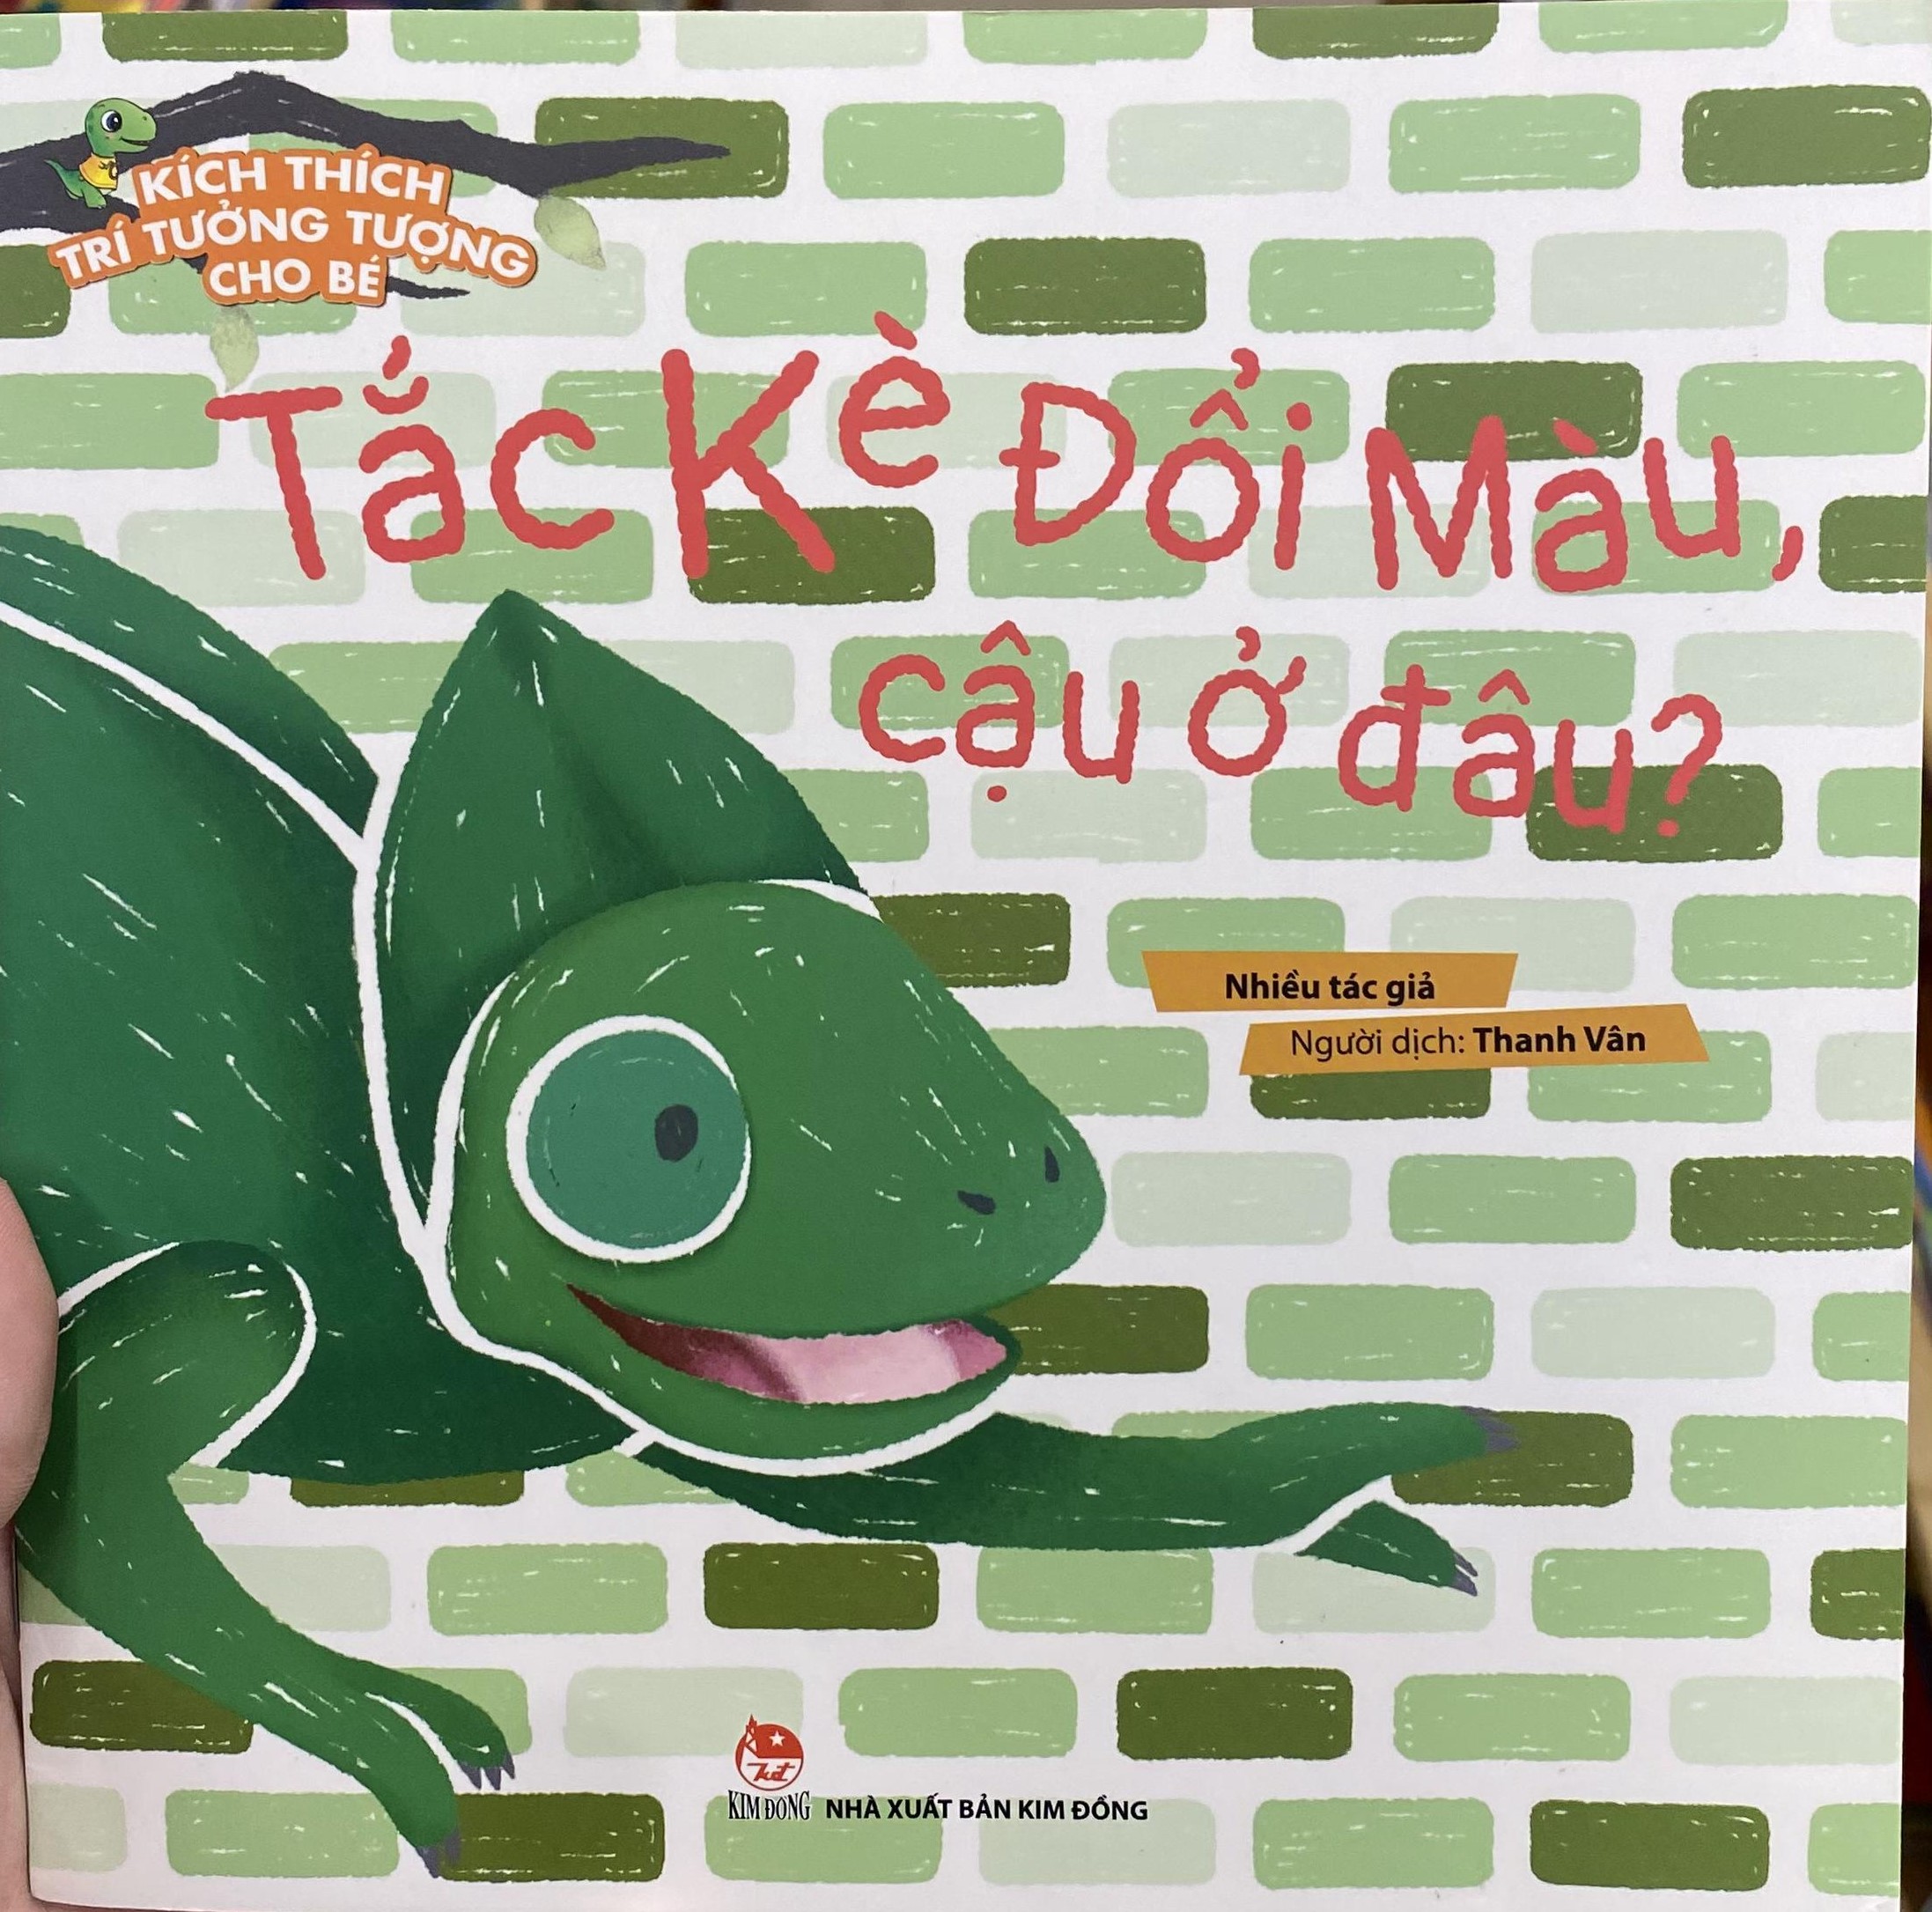 KÍCH THÍCH
TRÍ TƯỞNG TƯỢNG
CHO BÉ
Tắc Kè Đổi Màu,
cậu ở đâu?
Nhiều tác giả
Người dịch: Thanh Vân
KIM ĐỒNG NHÀ XUẤT BẢN KIM ĐỒNG